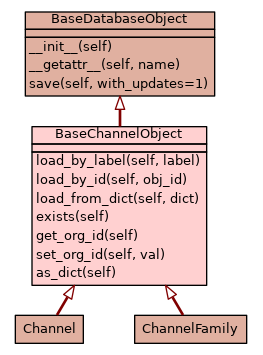 BaseDatabaseObject
__init__(self)
__getattr__(self, name)
save(self, with_updates=1)
BaseChannelObject
load_by_label(self, label)
load_by_id(self, obj_id)
load_from_dict(self, dict)
exists(self)
get_org_id(self)
set_org_id(self, val)
as_dict(self)
Channel
ChannelFamily